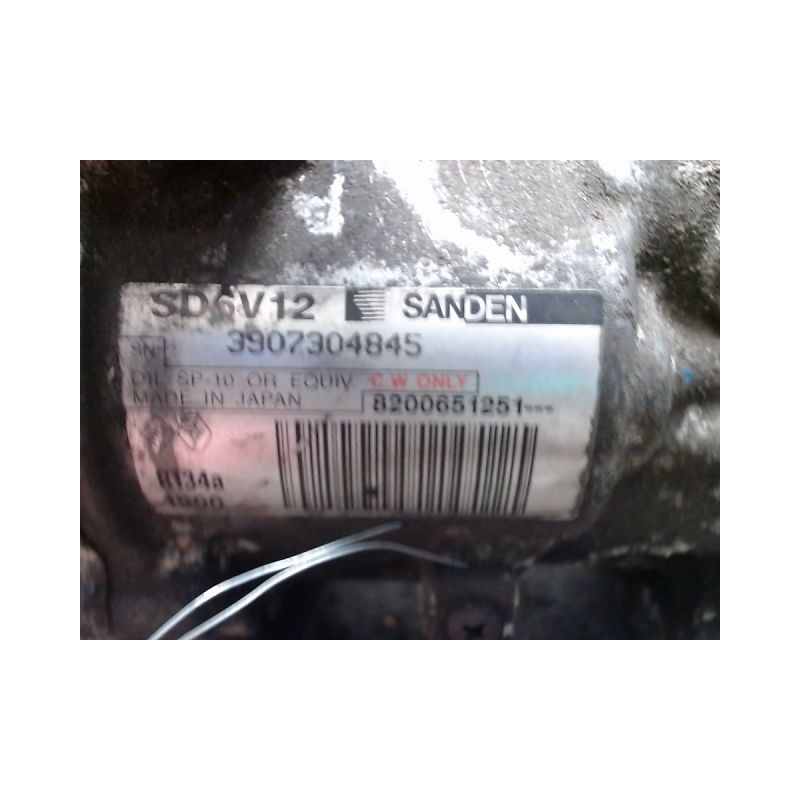 SD6V12 SANDEN
SN 3907304845
OIL SP-10 OR EQUIV C.W ONLY
MADE IN JAPAN 8200651251---
R134a